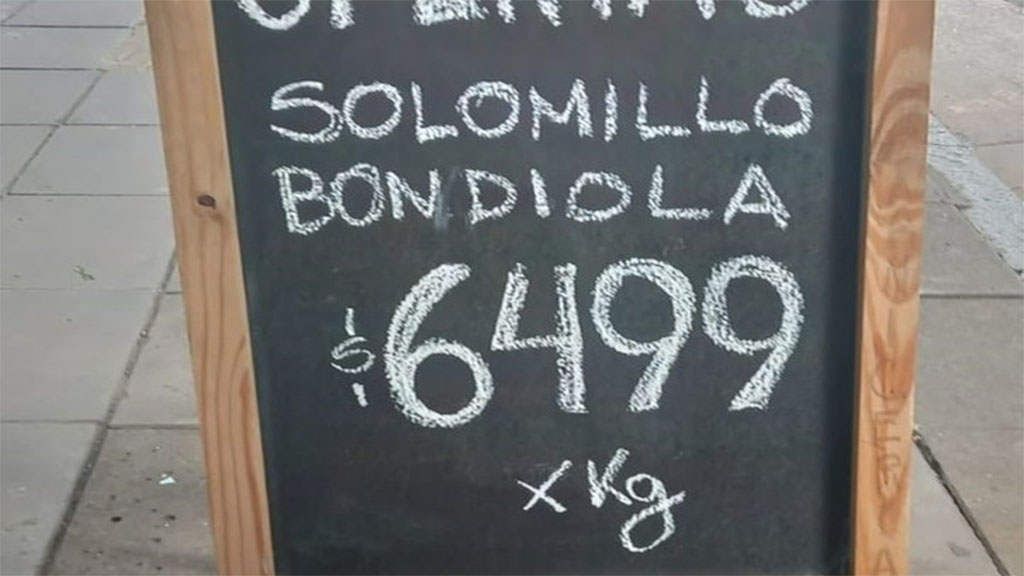 SOLOMILLO
BONDIOLA
$6499
x Kg